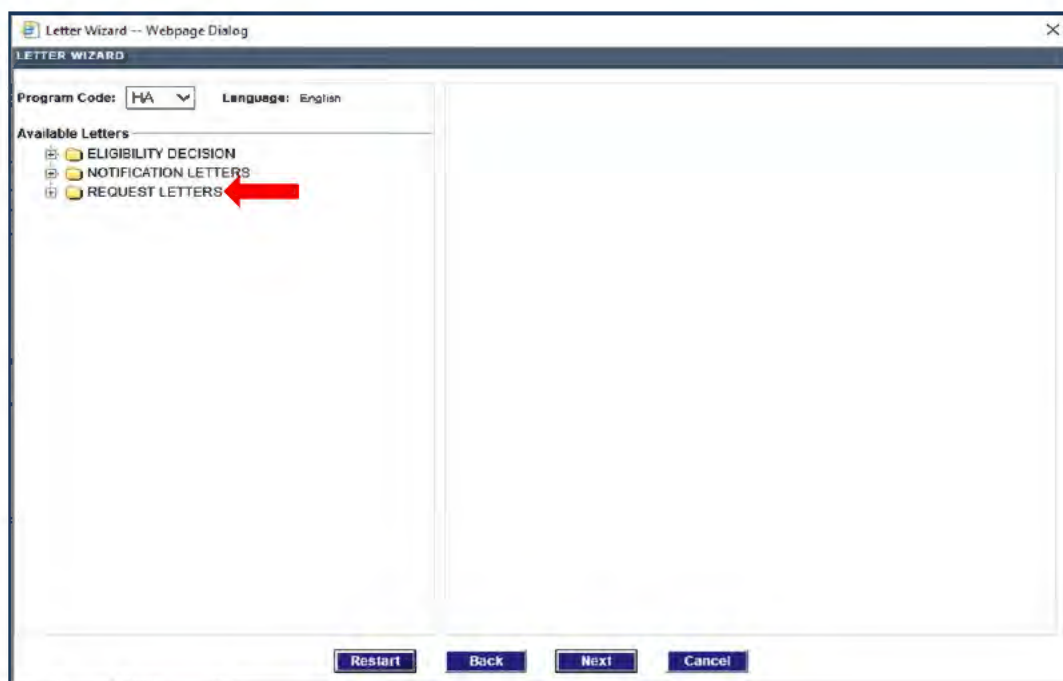 Letter Wizard -- Webpage Dialog
LETTER WIZARD
Program Code: HA Language: English
Available Letters
ELIGIBILITY DECISION
NOTIFICATION LETTERS
REQUEST LETTERS
Restart Back Next Cancel